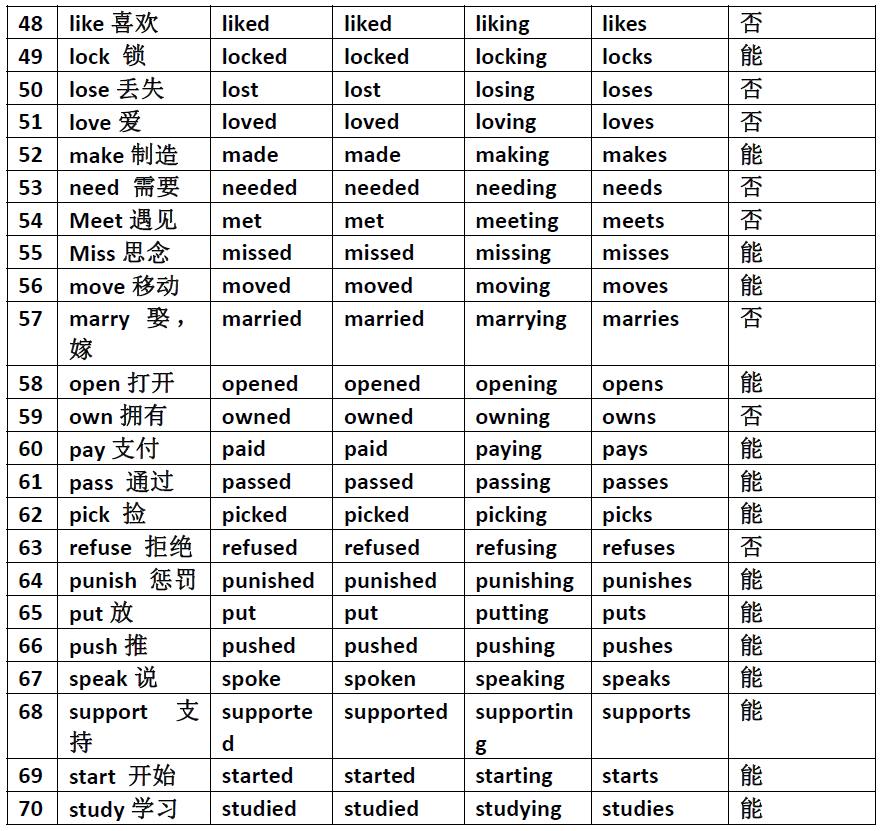 48 like 喜欢 liked liked liking likes 否
49 lock 锁 locked locked locking locks 能
50 lose 丢失 lost lost losing loses 否
51 love 爱 loved loved loving loves 否
52 make 制造 made made making makes 能
53 need 需要 needed needed needing needs 否
54 Meet 遇见 met met meeting meets 否
55 Miss 思念 missed missed missing misses 能
56 move 移动 moved moved moving moves 能
57 marry 娶， married married marrying marries 否
嫁
58 open 打开 opened opened opening opens 能
59 own 拥有 owned owned owning owns 否
60 pay 支付 paid paid paying pays 能
61 pass 通过 passed passed passing passes 能
62 pick 捡 picked picked picking picks 能
63 refuse 拒绝 refused refused refusing refuses 否
64 punish 惩罚 punished punished punishing punishes 能
65 put 放 put put putting puts 能
66 push 推 pushed pushed pushing pushes 能
67 speak 说 spoke spoken speaking speaks 能
68 support 支 supporte supported supportin supports 能
持 d g
69 start 开始 started started starting starts 能
70 study 学习 studied studied studying studies 能